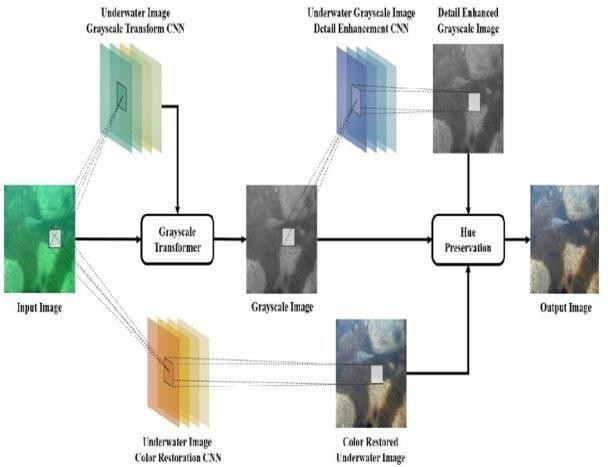 Underwater Image
Grayscale Transform CNN
Underwater Grayscale Image
Detail Enhancement CNN
Detail Enhanced
Grayscale Image
Grayscale
Transformer
Hue
Preservation
Input Image
Grayscale Image
Output Image
Underwater Image
Color Restoration CNN
Color Restored
Underwater Image